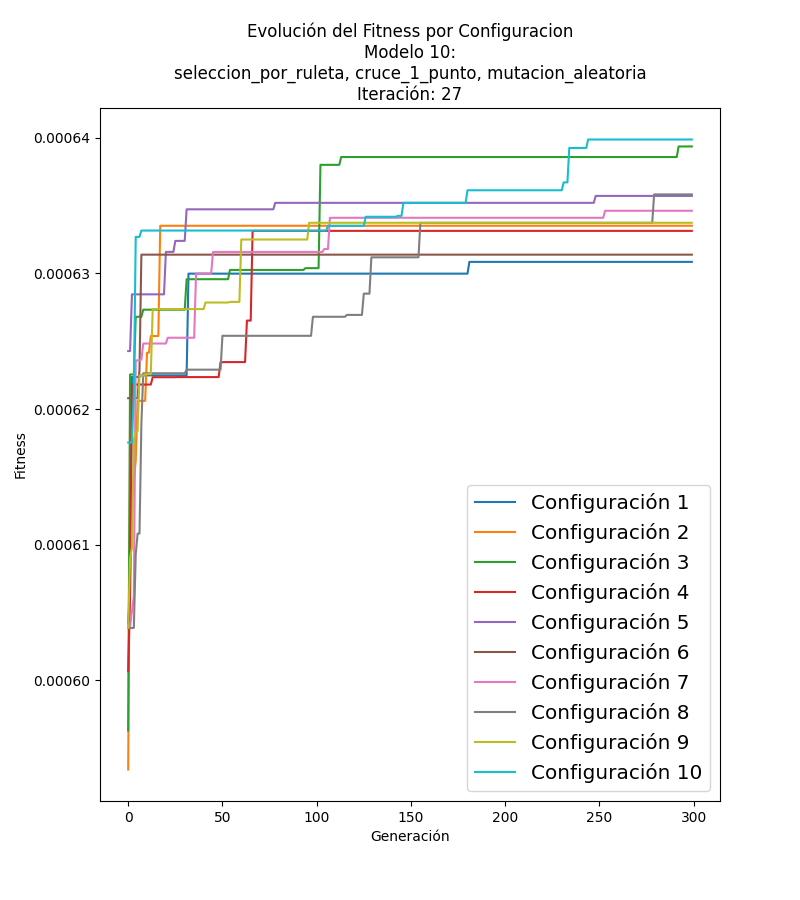 Evolución del Fitness por Configuracion
Modelo 10:
seleccion_por_ruleta, cruce_1_punto, mutacion_aleatoria
Iteración: 27
0.00064
0.00063
0.00062
0.00061
0.00060
Fitness
Configuración 1
Configuración 2
Configuración 3
Configuración 4
Configuración 5
Configuración 6
Configuración 7
Configuración 8
Configuración 9
Configuración 10
0 50 100 150 200 250 300
Generación